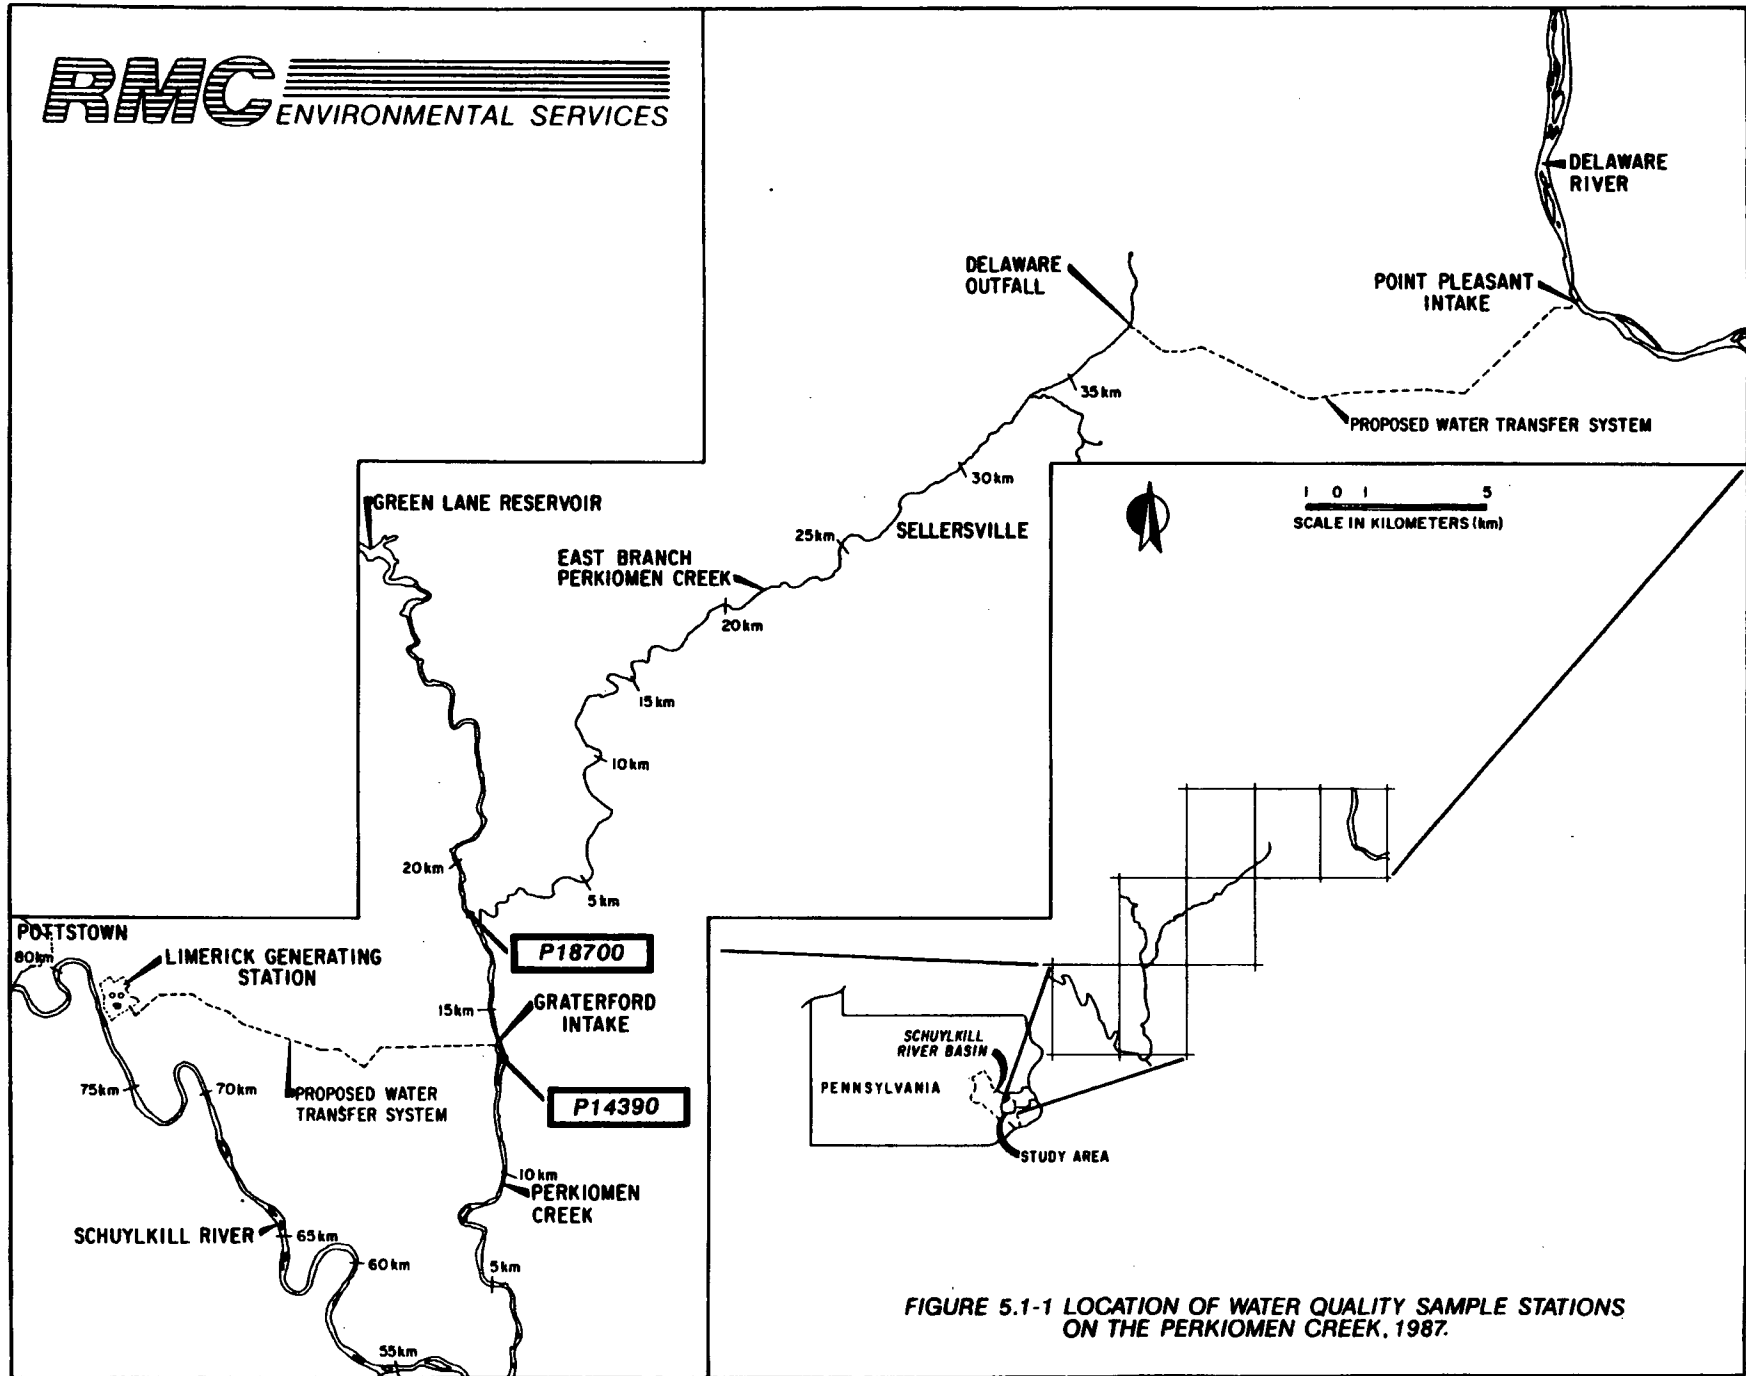 RMC
ENVIRONMENTAL SERVICES
DELAWARE
RIVER
DELAWARE
OUTFALL
POINT PLEASANT
INTAKE
35km
PROPOSED WATER TRANSFER SYSTEM
30km
GREEN LANE RESERVOIR
1 0 1 5
SCALE IN KILOMETERS (km)
25km
SELLERSVILLE
EAST BRANCH
PERKIOMEN CREEK
20km
15km
10km
20km
5km
POTTSTOWN
80km
LIMERICK GENERATING
STATION
P18700
15km
GRATERFORD
INTAKE
75km
70km
PROPOSED WATER
TRANSFER SYSTEM
P14390
10km
PERKIOMEN
CREEK
SCHUYLKILL RIVER
65km
60km
5km
55km
SCHUYLKILL
RIVER BASIN
PENNSYLVANIA
STUDY AREA
FIGURE 5.1-1 LOCATION OF WATER QUALITY SAMPLE STATIONS
ON THE PERKIOMEN CREEK, 1987.